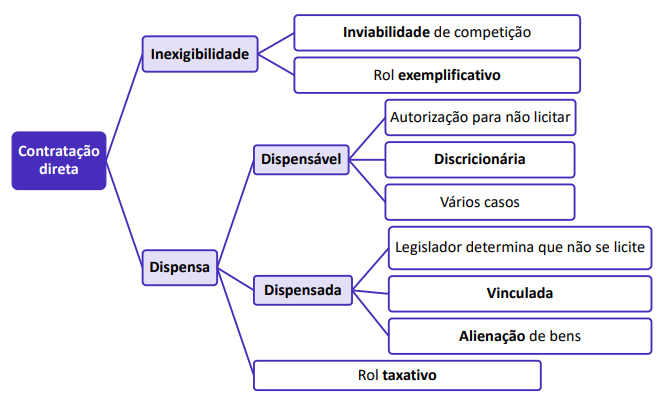 Contratação
direta
Inexigibilidade
Inviabilidade de competição
Rol exemplificativo
Dispensa
Dispensável
Autorização para não licitar
Discricionária
Vários casos
Dispensada
Legislador determina que não se licite
Vinculada
Alienação de bens
Rol taxativo